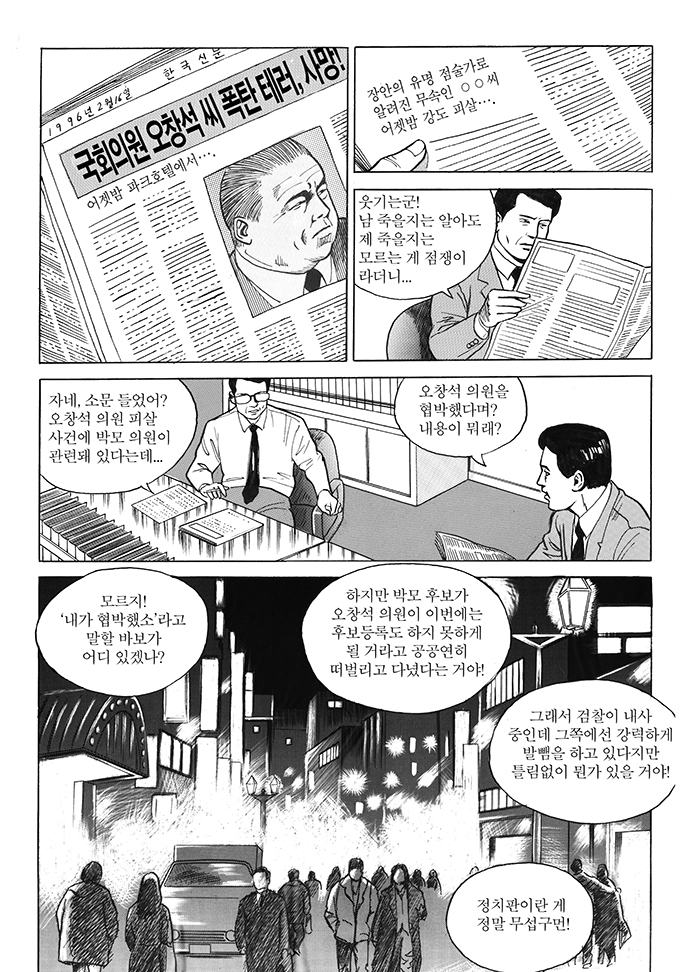 한국신문
1996년 2월 16일
국회의원 오창석 씨 폭탄 테러, 사망!
어젯밤 파크호텔에서···.
장안의 유명 점술가로
알려진 무속인 ○○씨
어젯밤 강도 피살···.
웃기는군!
남 죽을지는 알아도
제 죽을지는
모르는 게 점쟁이
라더니...
자네, 소문 들었어?
오창석 의원 피살
사건에 박모 의원이
관련돼 있다는데...
오창석 의원을
협박했다며?
내용이 뭐래?
모르지!
‘내가 협박했소’라고
말할 바보가
어디 있겠나?
하지만 박모 후보가
오창석 의원이 이번에는
후보등록도 하지 못하게
될 거라고 공공연히
떠벌리고 다녔다는 거야!
그래서 검찰이 내사
중인데 그쪽에선 강력하게
발뺌을 하고 있다지만
틀림없이 뭔가 있을 거야!
정치판이란 게
정말 무섭구먼!